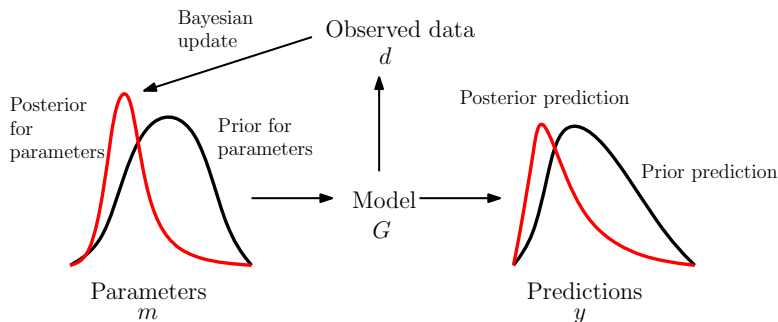 Bayesian
update
Observed data
d
Posterior
for
parameters
Prior for
parameters
Posterior prediction
Prior prediction
Model
G
Parameters
m
Predictions
y